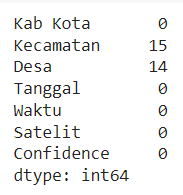 Kab Kota 0
Kecamatan 15
Desa 14
Tanggal 0
Waktu 0
Satelit 0
Confidence 0
dtype: int64